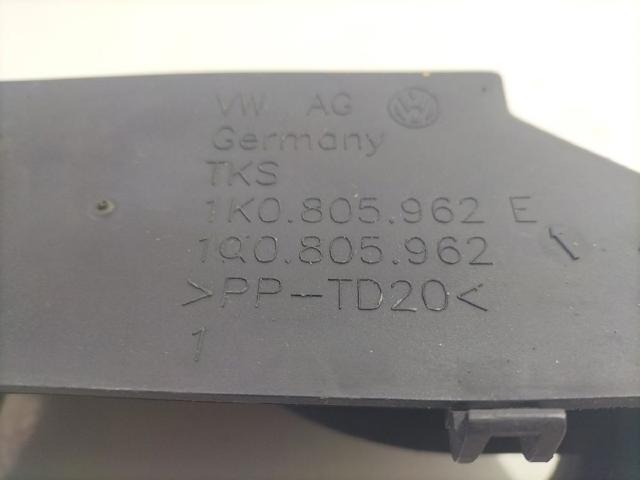 VW AG
Germany
TKS
1K0.805.962 E
1Q0.805.962
>PP-TD20<
1